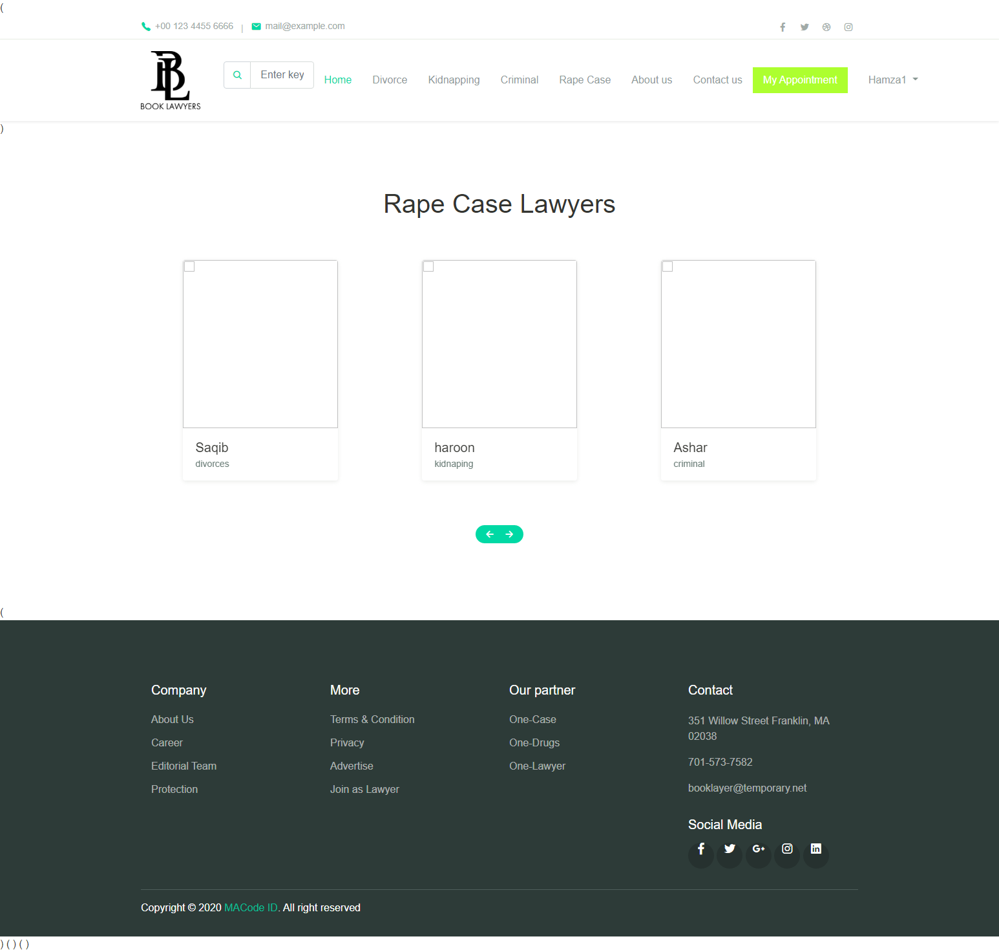 (
+00 123 4455 6666 | mail@example.com
BL
BOOK LAWYERS
Enter key
Home Divorce Kidnapping Criminal Rape Case About us Contact us My Appointment Hamza1
)
Rape Case Lawyers
Saqib
divorces
haroon
kidnaping
Ashar
criminal
(
Company
About Us
Career
Editorial Team
Protection
More
Terms & Condition
Privacy
Advertise
Join as Lawyer
Our partner
One-Case
One-Drugs
One-Lawyer
Contact
351 Willow Street Franklin, MA
02038
701-573-7582
booklayer@temporary.net
Social Media
Copyright © 2020 MACode ID. All right reserved
) ( ) ( )